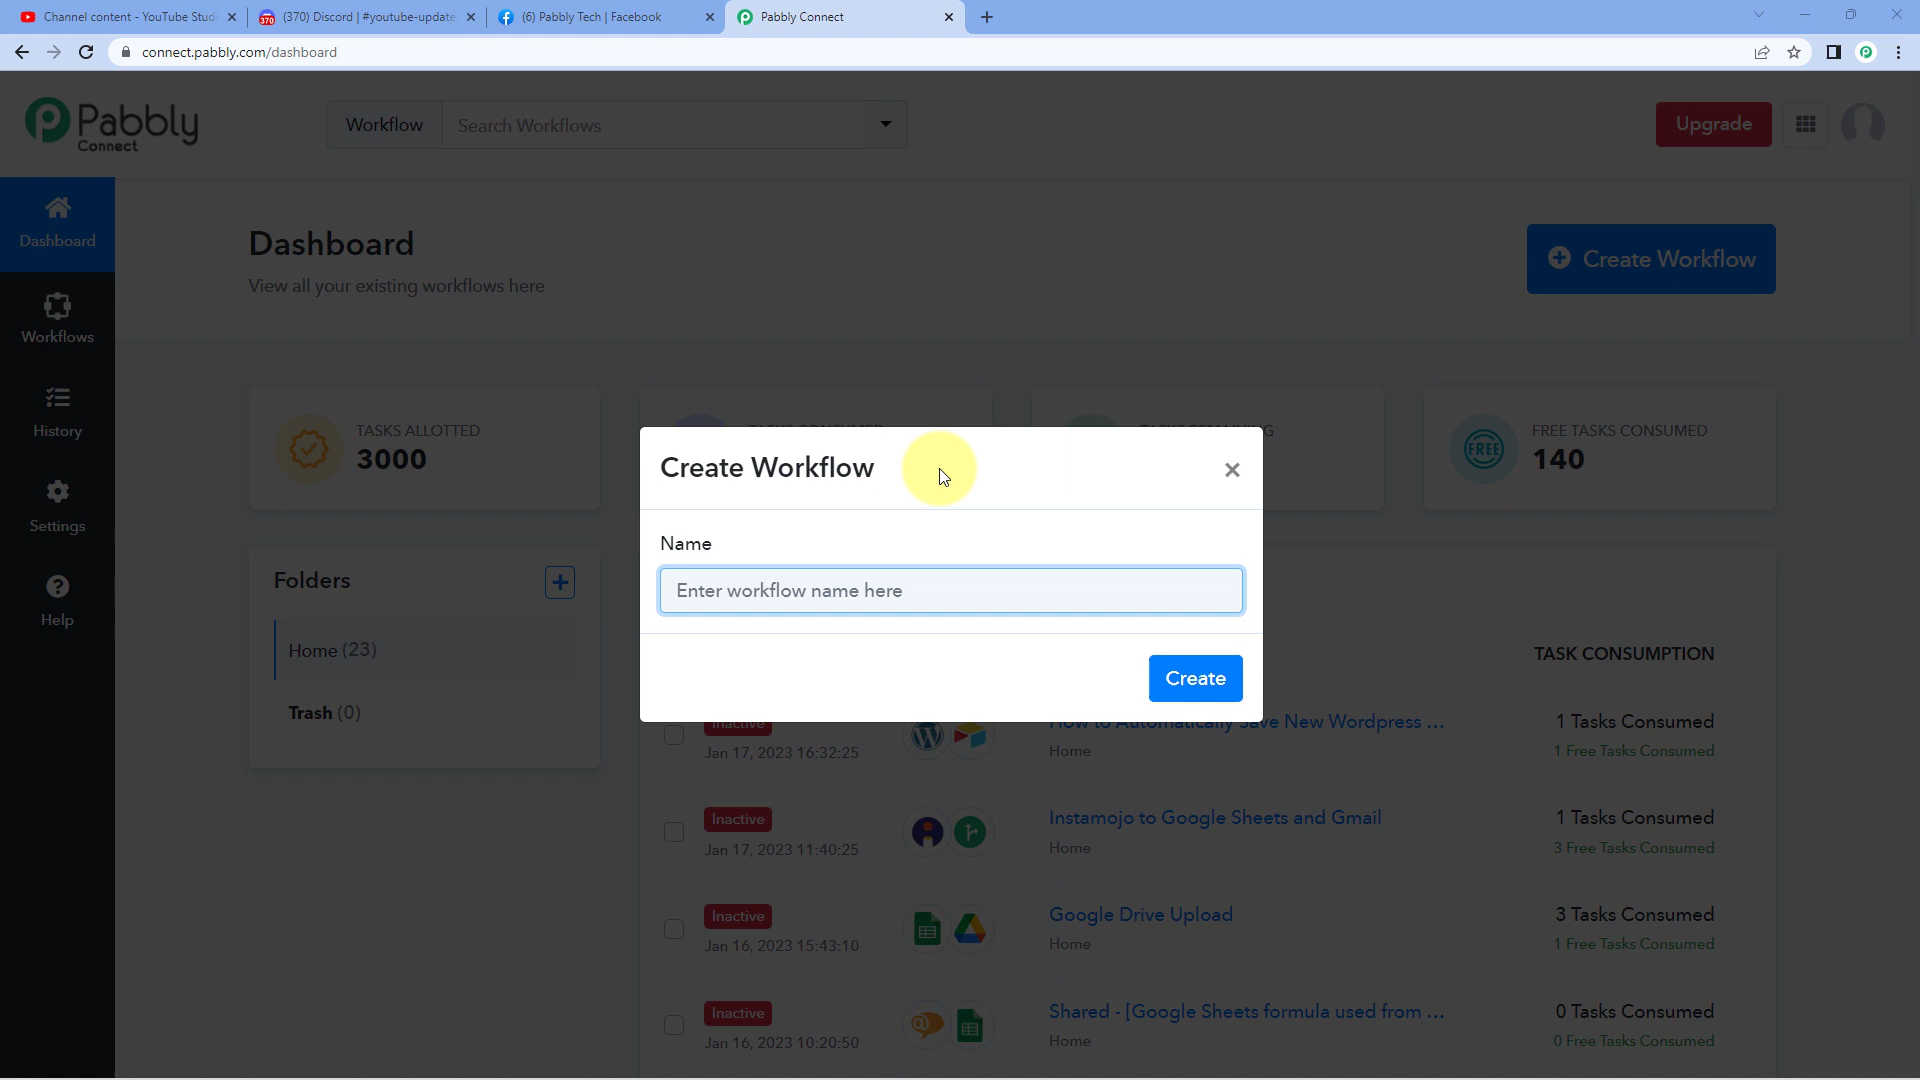 Channel content - YouTube Studi
(370) Discord | #youtube-update
(6) Pabbly Tech | Facebook
Pabbly Connect
connect.pabbly.com/dashboard
Pabbly
Connect
Workflow
Search Workflows
Upgrade
Dashboard
Workflows
History
Settings
Help
Dashboard
View all your existing workflows here
Create Workflow
TASKS ALLOTTED
3000
FREE
FREE TASKS CONSUMED
140
Create Workflow
Name
Enter workflow name here
Create
Folders
Home (23)
Trash (0)
TASK CONSUMPTION
Inactive
Jan 17, 2023 16:32:25
How to Automatically Save New Wordpress ...
Home
1 Tasks Consumed
1 Free Tasks Consumed
Inactive
Jan 17, 2023 11:40:25
Instamojo to Google Sheets and Gmail
Home
1 Tasks Consumed
3 Free Tasks Consumed
Inactive
Jan 16, 2023 15:43:10
Google Drive Upload
Home
3 Tasks Consumed
1 Free Tasks Consumed
Inactive
Jan 16, 2023 10:20:50
Shared - [Google Sheets formula used from ...
Home
0 Tasks Consumed
0 Free Tasks Consumed